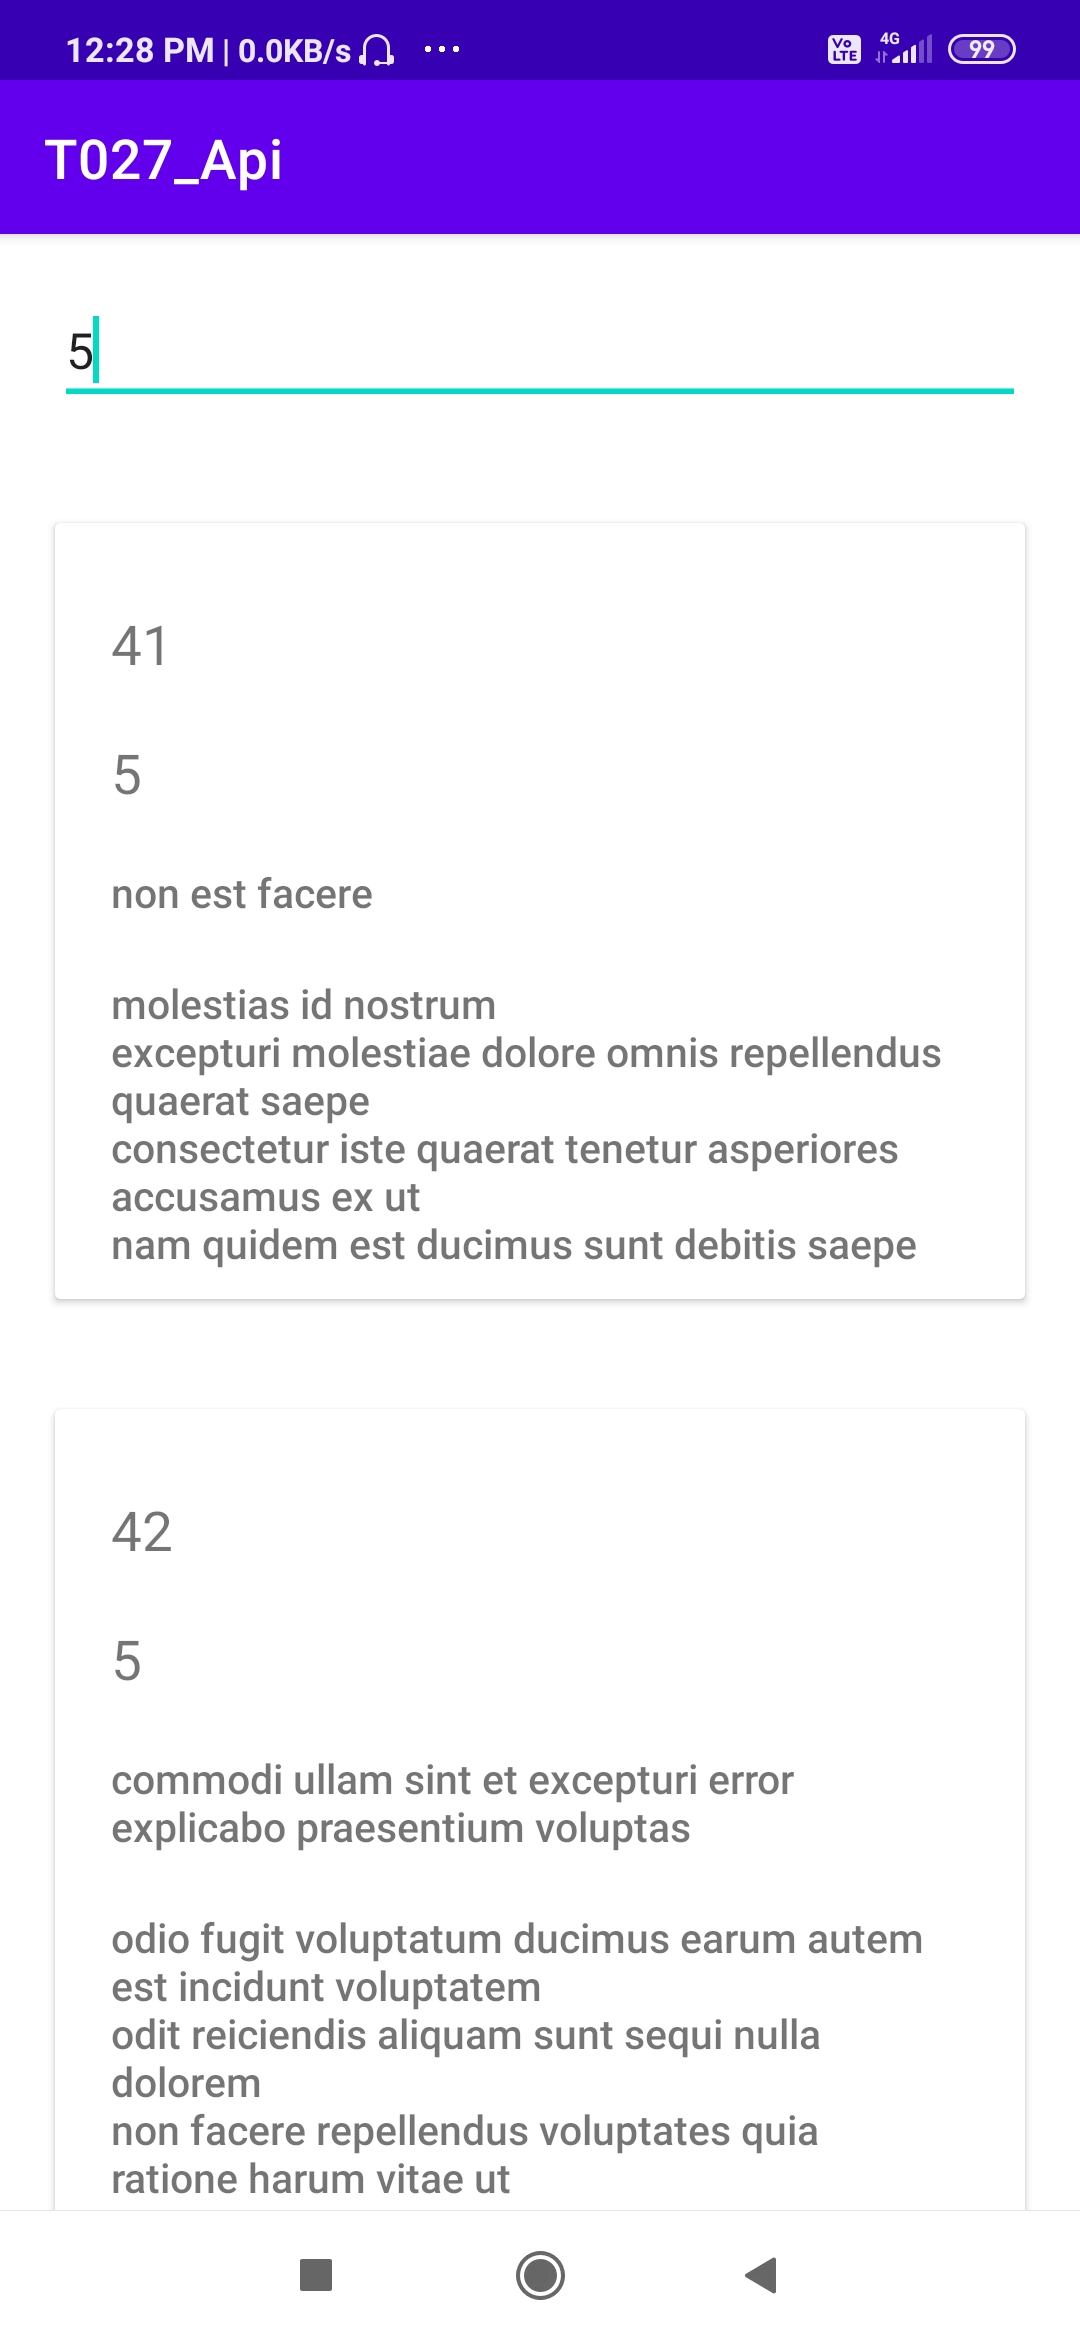 12:28 PM | 0.0KB/s ... Vo LTE 4G 99
T027_Api
5
41
5
non est facere
molestias id nostrum
excepturi molestiae dolore omnis repellendus
quaerat saepe
consectetur iste quaerat tenetur asperiores
accusamus ex ut
nam quidem est ducimus sunt debitis saepe
42
5
commodi ullam sint et excepturi error
explicabo praesentium voluptas
odio fugit voluptatum ducimus earum autem
est incidunt voluptatem
odit reiciendis aliquam sunt sequi nulla
dolorem
non facere repellendus voluptates quia
ratione harum vitae ut